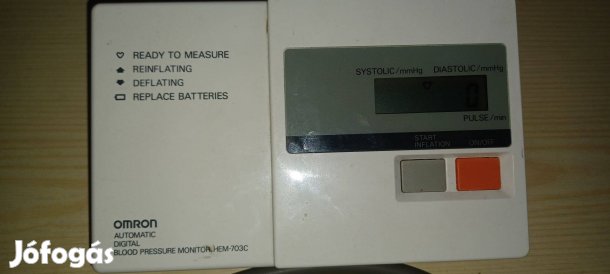 READY TO MEASURE
REINFLATING
DEFLATING
REPLACE BATTERIES
OMRON
AUTOMATIC
DIGITAL
BLOOD PRESSURE MONITOR HEM-703C
SYSTOLIC/mmHg DIASTOLIC/mmHg
0
PULSE/min
START ON/OFF
INFLATION
Jófogás